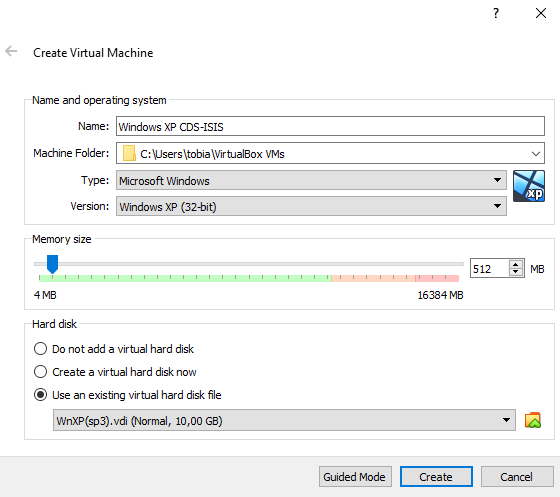 ?
Create Virtual Machine
Name and operating system
Name: Windows XP CDS-ISIS
Machine Folder: C:\Users\tobia\VirtualBox VMs
Type: Microsoft Windows
Version: Windows XP (32-bit)
xp
Memory size
512 MB
4 MB 16384 MB
Hard disk
Do not add a virtual hard disk
Create a virtual hard disk now
Use an existing virtual hard disk file
WnXP(sp3).vdi (Normal, 10,00 GB)
Guided Mode Create Cancel